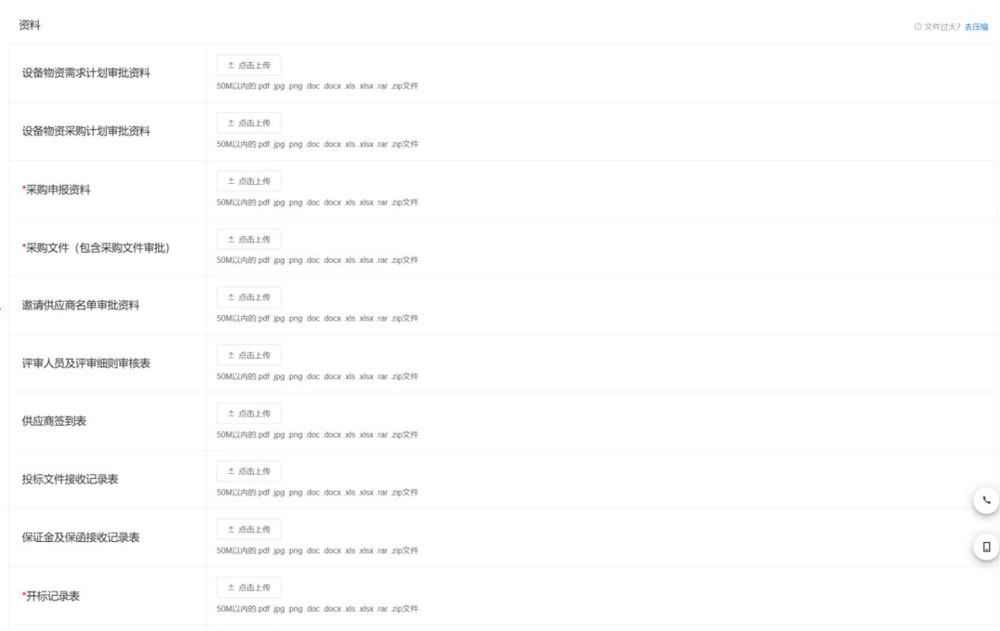 资料
文件过大? 去压缩
设备物资需求计划审批资料
点击上传
50M以内的.pdf .jpg .png .doc .docx .xls .xlsx .rar .zip文件
设备物资采购计划审批资料
点击上传
50M以内的.pdf .jpg .png .doc .docx .xls .xlsx .rar .zip文件
*采购申报资料
点击上传
50M以内的.pdf .jpg .png .doc .docx .xls .xlsx .rar .zip文件
*采购文件（包含采购文件审批）
点击上传
50M以内的.pdf .jpg .png .doc .docx .xls .xlsx .rar .zip文件
邀请供应商名单审批资料
点击上传
50M以内的.pdf .jpg .png .doc .docx .xls .xlsx .rar .zip文件
评审人员及评审细则审核表
点击上传
50M以内的.pdf .jpg .png .doc .docx .xls .xlsx .rar .zip文件
供应商签到表
点击上传
50M以内的.pdf .jpg .png .doc .docx .xls .xlsx .rar .zip文件
投标文件接收记录表
点击上传
50M以内的.pdf .jpg .png .doc .docx .xls .xlsx .rar .zip文件
保证金及保函接收记录表
点击上传
50M以内的.pdf .jpg .png .doc .docx .xls .xlsx .rar .zip文件
*开标记录表
点击上传
50M以内的.pdf .jpg .png .doc .docx .xls .xlsx .rar .zip文件